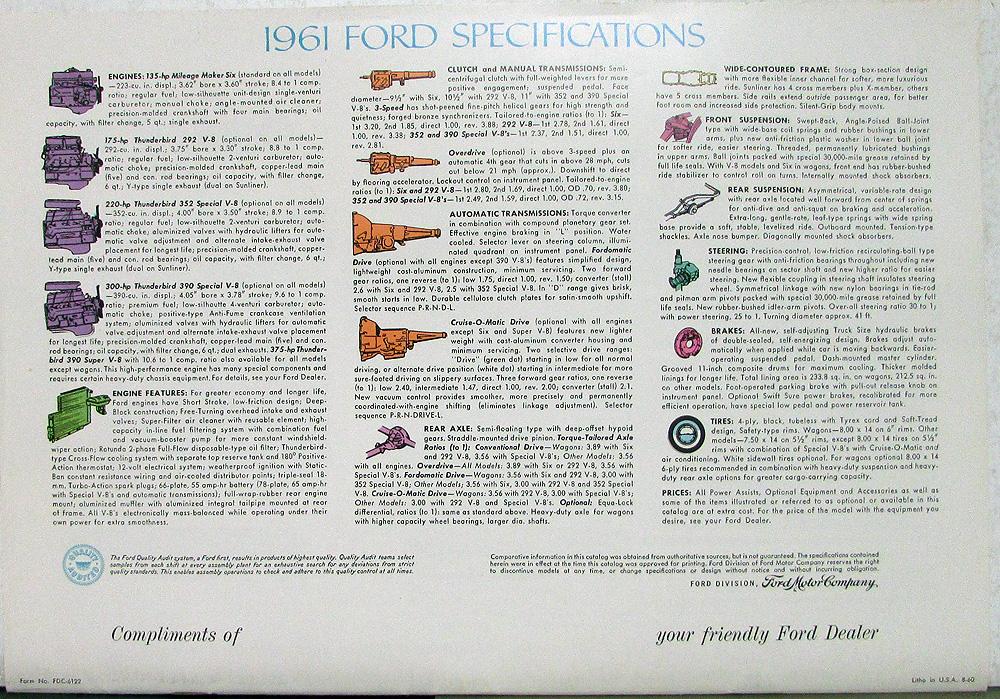 1961 FORD SPECIFICATIONS
ENGINES: 135-hp Mileage Maker Six (standard on all models)
—223-cu. in. displ.; 3.62" bore x 3.60" stroke; 8.4 to 1 comp.
ratio; regular fuel; low-silhouette unit-design single-venturi
carburetor; manual choke; angle-mounted air cleaner;
precision-molded crankshaft with four main bearings; oil
capacity, with filter change, 5 qt.; single exhaust.
175-hp Thunderbird 292 V-8 (optional on all models)—
292-cu. in. displ.; 3.75" bore x 3.30" stroke; 8.8 to 1 comp.
ratio; regular fuel; low-silhouette 2-venturi carburetor; auto-
matic choke; precision-molded crankshaft, copper-lead main
(five) and con. rod bearings; oil capacity, with filter change,
6 qt.; Y-type single exhaust (dual on Sunliner).
220-hp Thunderbird 352 Special V-8 (optional on all models)
—352-cu. in. displ.; 4.00" bore x 3.50" stroke; 8.9 to 1 comp.
ratio; regular fuel; low-silhouette 2-venturi carburetor; auto-
matic choke; aluminized valves with hydraulic lifters for auto-
matic valve adjustment and alternate intake-exhaust valve
placement for longest life; precision-molded crankshaft, copper-
lead main (five) and con. rod bearings; oil capacity, with filter change, 6 qt.;
Y-type single exhaust (dual on Sunliner).
300-hp Thunderbird 390 Special V-8 (optional on all models)
—390-cu. in. displ.; 4.05" bore x 3.78" stroke; 9.6 to 1 comp.
ratio; premium fuel; low-silhouette 4-venturi carburetor; auto-
matic choke; positive-type Anti-Fume crankcase ventilation
system; aluminized valves with hydraulic lifters for automatic
valve adjustment and alternate intake-exhaust valve placement
for longest life; precision-molded crankshaft, copper-lead main (five) and con.
rod bearings; oil capacity, with filter change, 6 qt.; dual exhausts. 375-hp Thunder-
bird 390 Super V-8 with 10.6 to 1 comp. ratio also available for all models
except wagons. This high-performance engine has many special components and
requires certain heavy-duty chassis equipment. For details, see your Ford Dealer.
ENGINE FEATURES: For greater economy and longer life,
Ford engines have Short Stroke, low-friction design; Deep-
Block construction; Free-Turning overhead intake and exhaust
valves; Super-Filter air cleaner with reusable element; high-
capacity in-line fuel filtering system with combination fuel
and vacuum-booster pump for more constant windshield-
wiper action; Rotunda 2-phase Full-Flow disposable-type oil filter; Thunderbird-
type Cross-Flow cooling system with separate top reserve tank and 180° Positive-
Action thermostat; 12-volt electrical system; weatherproof ignition with Static-
Ban constant resistance wiring and air-cooled distributor points; triple-seal 18-
mm. Turbo-Action spark plugs; 66-plate, 55 amp-hr battery (78-plate, 65 amp-hr
with Special V-8's and automatic transmissions); full-wrap-rubber rear engine
mount; aluminized muffler with aluminized integral tailpipe mounted at rear
of frame. All V-8's electronically mass-balanced while operating under their
own power for extra smoothness.
CLUTCH and MANUAL TRANSMISSIONS: Semi-
centrifugal clutch with full-weighted levers for more
positive engagement; suspended pedal. Face
diameter—9½" with Six, 10½" with 292 V-8, 11" with 352 and 390 Special
V-8's. 3-Speed has shot-peened fine-pitch helical gears for high strength and
quietness; forged bronze synchronizers. Tailored-to-engine ratios (to 1): Six—
1st 3.20, 2nd 1.85, direct 1.00, rev. 3.88; 292 V-8—1st 2.78, 2nd 1.61, direct
1.00, rev. 3.38; 352 and 390 Special V-8's—1st 2.37, 2nd 1.51, direct 1.00,
rev. 2.81.
Overdrive (optional) is above 3-speed plus an
automatic 4th gear that cuts in above 28 mph, cuts
out below 21 mph (approx.). Downshift to direct
by flooring accelerator. Lockout control on instrument panel. Tailored-to-engine
ratios (to 1): Six and 292 V-8—1st 2.80, 2nd 1.69, direct 1.00, OD .70, rev. 3.80;
352 and 390 Special V-8's—1st 2.49, 2nd 1.59, direct 1.00, OD .72, rev. 3.15.
AUTOMATIC TRANSMISSIONS: Torque converter
in combination with compound planetary gear set.
Effective engine braking in "L" position. Water
cooled. Selector lever on steering column, illumi-
nated quadrant on instrument panel. Fordomatic
Drive (optional with all engines except 390 V-8's) features simplified design,
lightweight cast-aluminum construction, minimum servicing. Two forward
gear ratios, one reverse (to 1): low 1.75, direct 1.00, rev. 1.50; converter (stall)
2.6 with Six and 292 V-8, 2.5 with 352 Special V-8. In "D" range gives brisk,
smooth starts in low. Durable cellulose clutch plates for satin-smooth upshift.
Selector sequence P-R-N-D-L.
Cruise-O-Matic Drive (optional with all engines
except Six and Super V-8) features new lighter
weight with cast-aluminum converter housing and
minimum servicing. Two selective drive ranges:
"Drive" (green dot) starting in low for all normal
driving, or alternate drive position (white dot) starting in intermediate for more
sure-footed driving on slippery surfaces. Three forward gear ratios, one reverse
(to 1): low 2.40, intermediate 1.47, direct 1.00, rev. 2.00; converter (stall) 2.1.
New vacuum control provides smoother, more precisely and permanently
coordinated-with-engine shifting (eliminates linkage adjustment). Selector
sequence P-R-N-DRIVE-L.
REAR AXLE: Semi-floating type with deep-offset hypoid
gears. Straddle-mounted drive pinion. Torque-Tailored Axle
Ratios (to 1): Conventional Drive—Wagons: 3.89 with Six
and 292 V-8, 3.56 with Special V-8's; Other Models: 3.56
with all engines. Overdrive—All Models: 3.89 with Six or 292 V-8, 3.56 with
Special V-8's. Fordomatic Drive—Wagons: 3.56 with Six and 292 V-8, 3.00 with
352 Special V-8; Other Models: 3.56 with Six, 3.00 with 292 V-8 and 352 Special
V-8. Cruise-O-Matic Drive—Wagons: 3.56 with 292 V-8, 3.00 with Special V-8's;
Other Models: 3.00 with 292 V-8 and Special V-8's. Optional: Equa-Lock
differential, ratios (to 1): same as standard above. Heavy-duty axle for wagons
with higher capacity wheel bearings, larger dia. shafts.
WIDE-CONTOURED FRAME: Strong box-section design
with more flexible inner channel for softer, more luxurious
ride. Sunliner has 4 cross members plus X-member, others
have 5 cross members. Side rails extend outside passenger area, for better
foot room and increased side protection. Silent-Grip body mounts.
FRONT SUSPENSION: Swept-Back, Angle-Poised Ball-Joint
type with wide-base coil springs and rubber bushings in lower
arms, plus new anti-friction plastic washer in lower ball joint
for softer ride, easier steering. Threaded, permanently lubricated bushings
in upper arms. Ball joints packed with special 30,000-mile grease retained by
full life seals. With V-8 models and Six in wagons, front end has rubber-bushed
ride stabilizer to control roll on turns. Internally mounted shock absorbers.
REAR SUSPENSION: Asymmetrical, variable-rate design
with rear axle located well forward from center of springs
for anti-dive and anti-squat on braking and acceleration.
Extra-long, gentle-rate, leaf-type springs with wide spring
base provide a soft, stable, levelized ride. Outboard mounted. Tension-type
shackles. Axle nose bumper. Diagonally mounted shock absorbers.
STEERING: Precision-control, low-friction recirculating-ball type
steering gear with anti-friction bearings throughout including new
needle bearings on sector shaft and new higher ratio for easier
steering. New flexible coupling in steering shaft insulates steering
wheel. Symmetrical linkage with new nylon bearings in tie-rod
and pitman arm pivots packed with special 30,000-mile grease retained by full
life seals. New rubber-bushed idler-arm pivots. Over-all steering ratio 30 to 1;
with power steering, 25 to 1. Turning diameter approx. 41 ft.
BRAKES: All-new, self-adjusting Truck Size hydraulic brakes
of double-sealed, self-energizing design. Brakes adjust auto-
matically when applied while car is moving backwards. Easier-
operating suspended pedal. Dash-mounted master cylinder.
Grooved 11-inch composite drums for maximum cooling. Thicker molded
linings for longer life. Total lining area is 233.8 sq. in. on wagons, 212.5 sq. in.
on other models. Foot-operated parking brake with pull-out release knob on
instrument panel. Optional Swift Sure power brakes, recalibrated for more
efficient operation, have special low pedal and power reservoir tank.
TIRES: 4-ply, black, tubeless with Tyrex cord and Soft-Tread
design. Safety-type rims. Wagons—8.00 x 14 on 6" rims. Other
models—7.50 x 14 on 5½" rims, except 8.00 x 14 tires on 5½"
rims with combination of Special V-8's with Cruise-O-Matic and
air conditioning. White sidewall tires optional. For wagons optional 8.00 x 14
6-ply tires recommended in combination with heavy-duty suspension and heavy-
duty rear axle options for greater cargo-carrying capacity.
PRICES: All Power Assists, Optional Equipment and Accessories as well as
some of the items illustrated or referred to as optional or available in this
catalog are at extra cost. For the price of the model with the equipment you
desire, see your Ford Dealer.
QUALITY AUDITED
The Ford Quality Audit system, a Ford first, results in products of highest quality. Quality Audit teams select
samples from each shift at every assembly plant for an exhaustive search for any deviations from strict
quality standards. This enables assembly operations to check and adhere to this quality control at all times.
Comparative information in this catalog was obtained from authoritative sources, but is not guaranteed. The specifications contained
herein were in effect at the time this catalog was approved for printing. Ford Division of Ford Motor Company reserves the right
to discontinue models at any time, or change specifications or design without notice and without incurring obligation.
FORD DIVISION, Ford Motor Company,
Compliments of
your friendly Ford Dealer
Form No. FDC-6122
Litho in U.S.A. 8-60